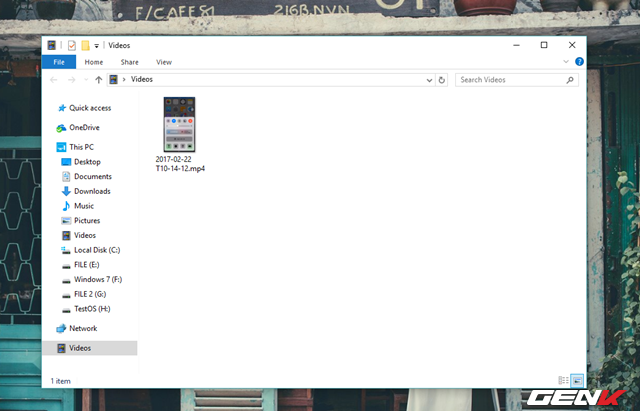 F/CAFE81
216B.NVN
Videos
File
Home
Share
View
Videos
Search Videos
Quick access
OneDrive
This PC
Desktop
Documents
Downloads
Music
Pictures
Videos
Local Disk (C:)
FILE (E:)
Windows 7 (F:)
FILE 2 (G:)
TestOS (H:)
Network
Videos
2017-02-22
T10-14-12.mp4
1 item
GENK